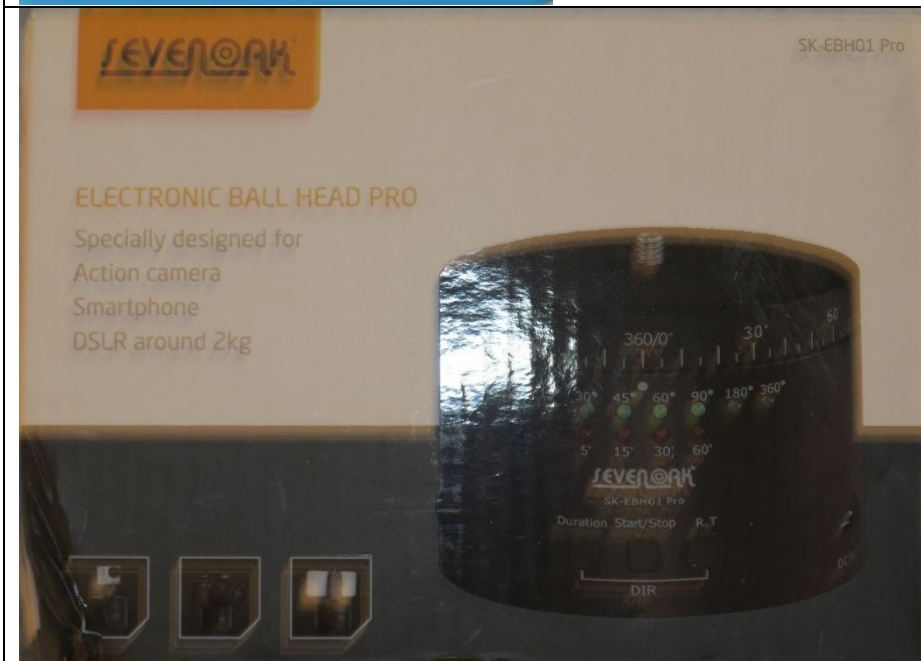 SEVENOAK
SK-EBH01 Pro
ELECTRONIC BALL HEAD PRO
Specially designed for
Action camera
Smartphone
DSLR around 2kg
360/0° 30° 60
30° 45° 60° 90° 180° 360°
5' 15' 30' 60'
SEVENOAK
SK-EBH01 Pro
Duration Start/Stop R.T
DIR